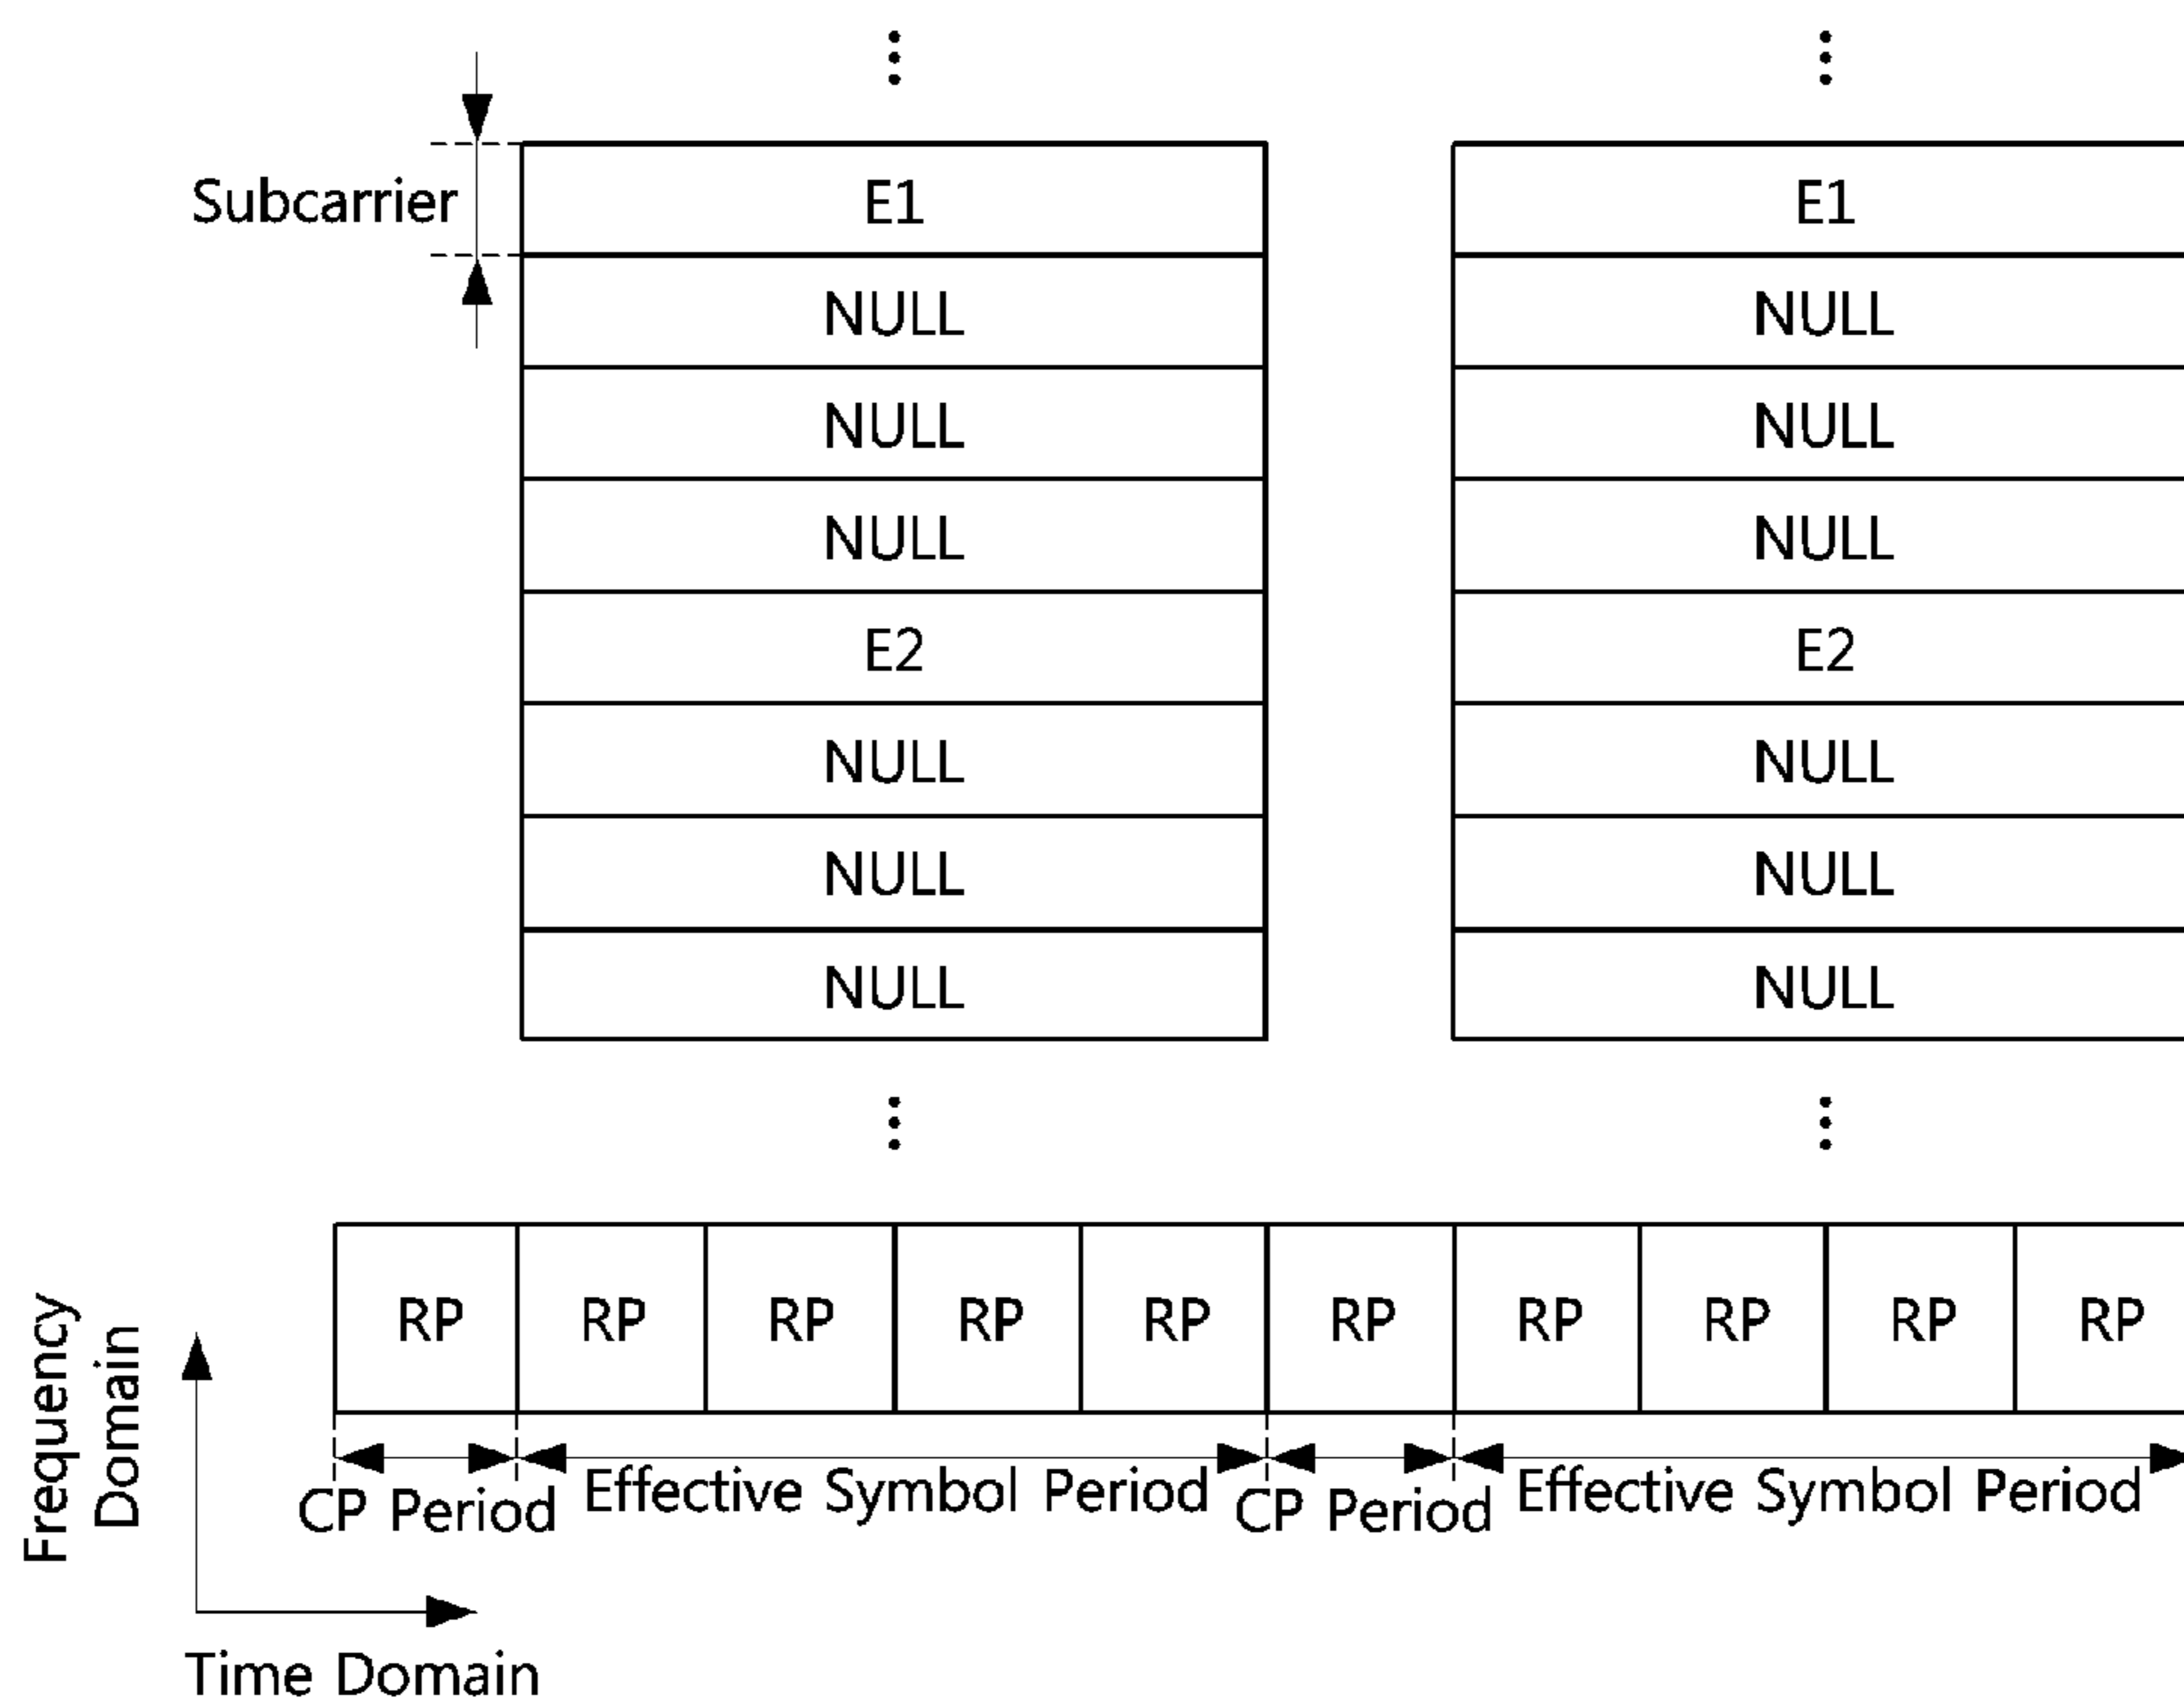 Subcarrier
E1 E1
NULL NULL
NULL NULL
NULL NULL
E2 E2
NULL NULL
NULL NULL
NULL NULL
RP RP RP RP RP RP RP RP RP RP
CP Period Effective Symbol Period CP Period Effective Symbol Period
Frequency
Domain
Time Domain